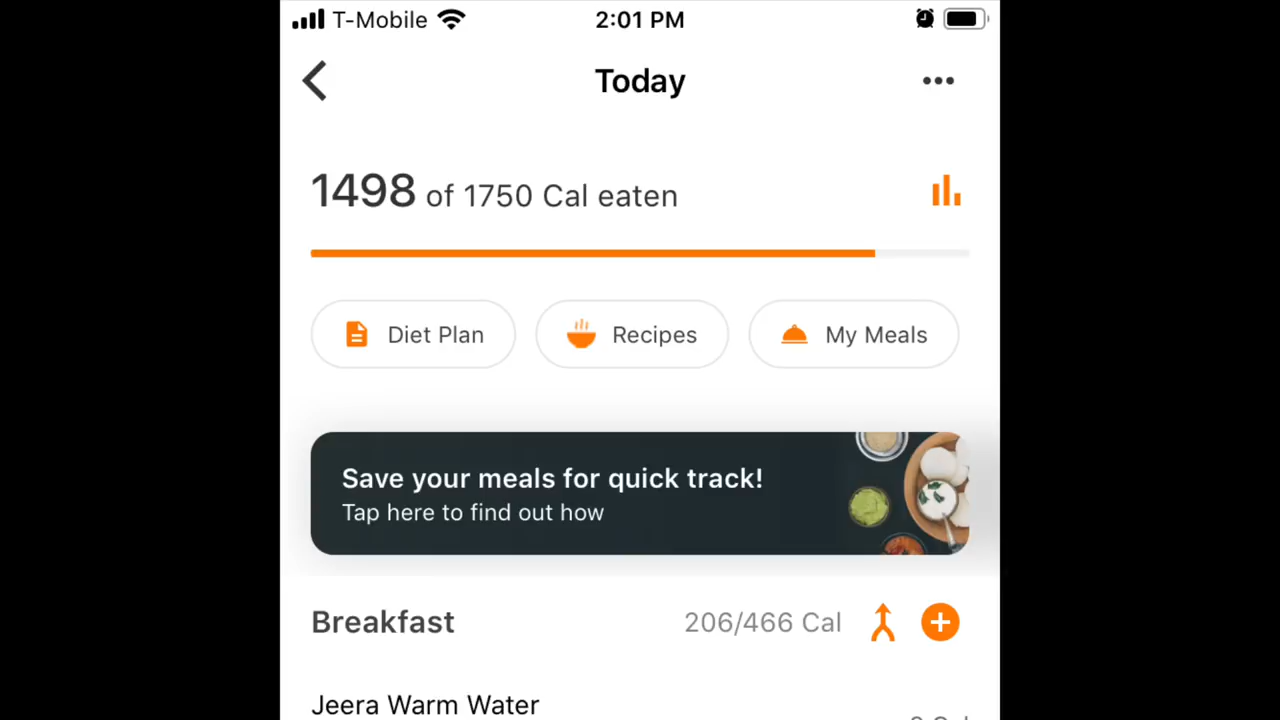 T-Mobile 2:01 PM
Today
1498 of 1750 Cal eaten
Diet Plan Recipes My Meals
Save your meals for quick track!
Tap here to find out how
Breakfast 206/466 Cal
Jeera Warm Water